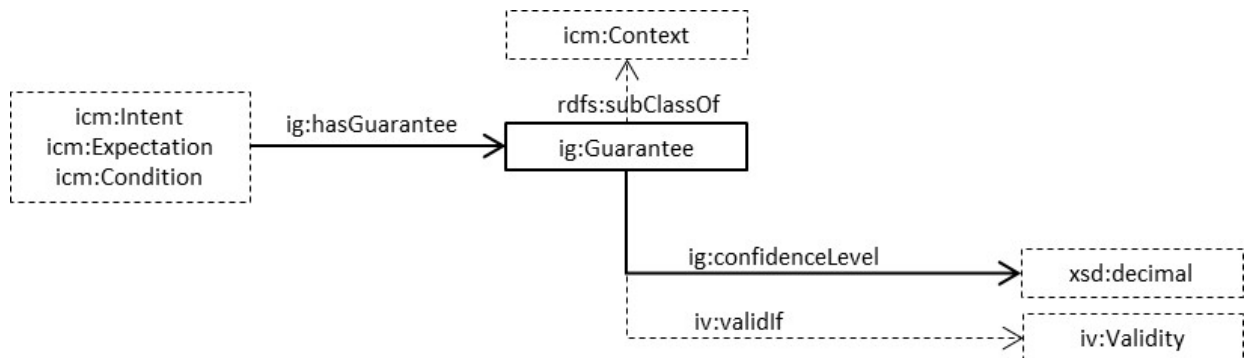 icm:Context
rdfs:subClassOf
icm:Intent
icm:Expectation
icm:Condition
ig:hasGuarantee
ig:Guarantee
ig:confidenceLevel
xsd:decimal
iv:validIf
iv:Validity